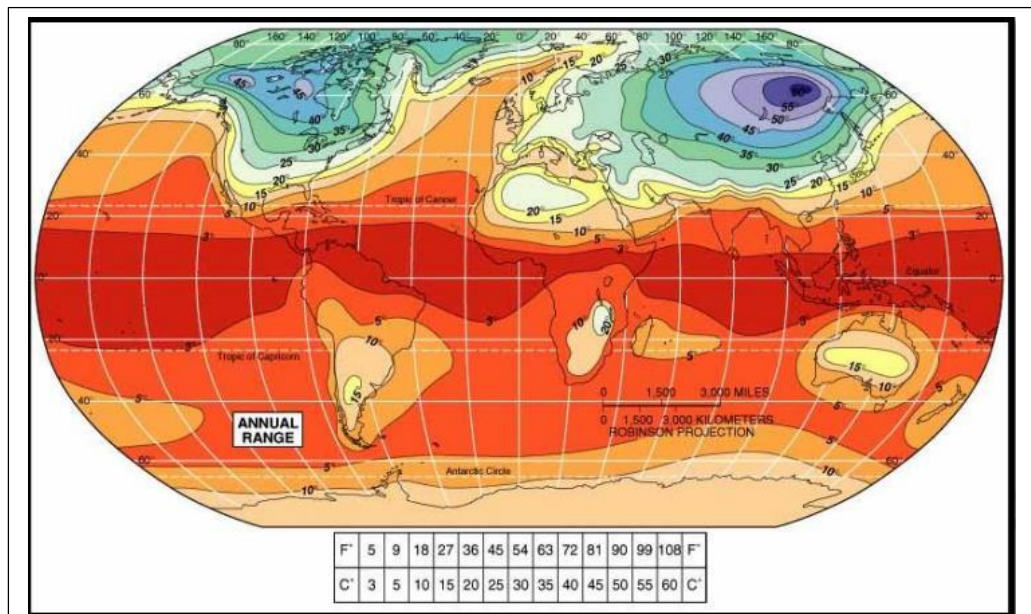 160 140 120 100 80 60 40 20 0 20 40 60 80 100 120 140 160
80° 80°
60 60
40° 40°
20° 20°
0 0°
20°
40° 40°
60° 60°
Tropic of Cancer
Equator
Tropic of Capricorn
Antarctic Circle
45° 45° 40° 35° 30° 25° 20° 15° 10° 5° 3°
10° 15° 20° 25° 30°
55° 50° 45° 40° 35° 30° 25° 20° 15° 10° 5° 3°
20° 15 10° 5° 3°
5° 10° 15°
10° 20°
5°
15° 10° 5°
5° 10°
0 1,500 3,000 MILES
0 1,500 3,000 KILOMETERS
ROBINSON PROJECTION
ANNUAL
RANGE
F° 5 9 18 27 36 45 54 63 72 81 90 99 108 F°
C° 3 5 10 15 20 25 30 35 40 45 50 55 60 C°